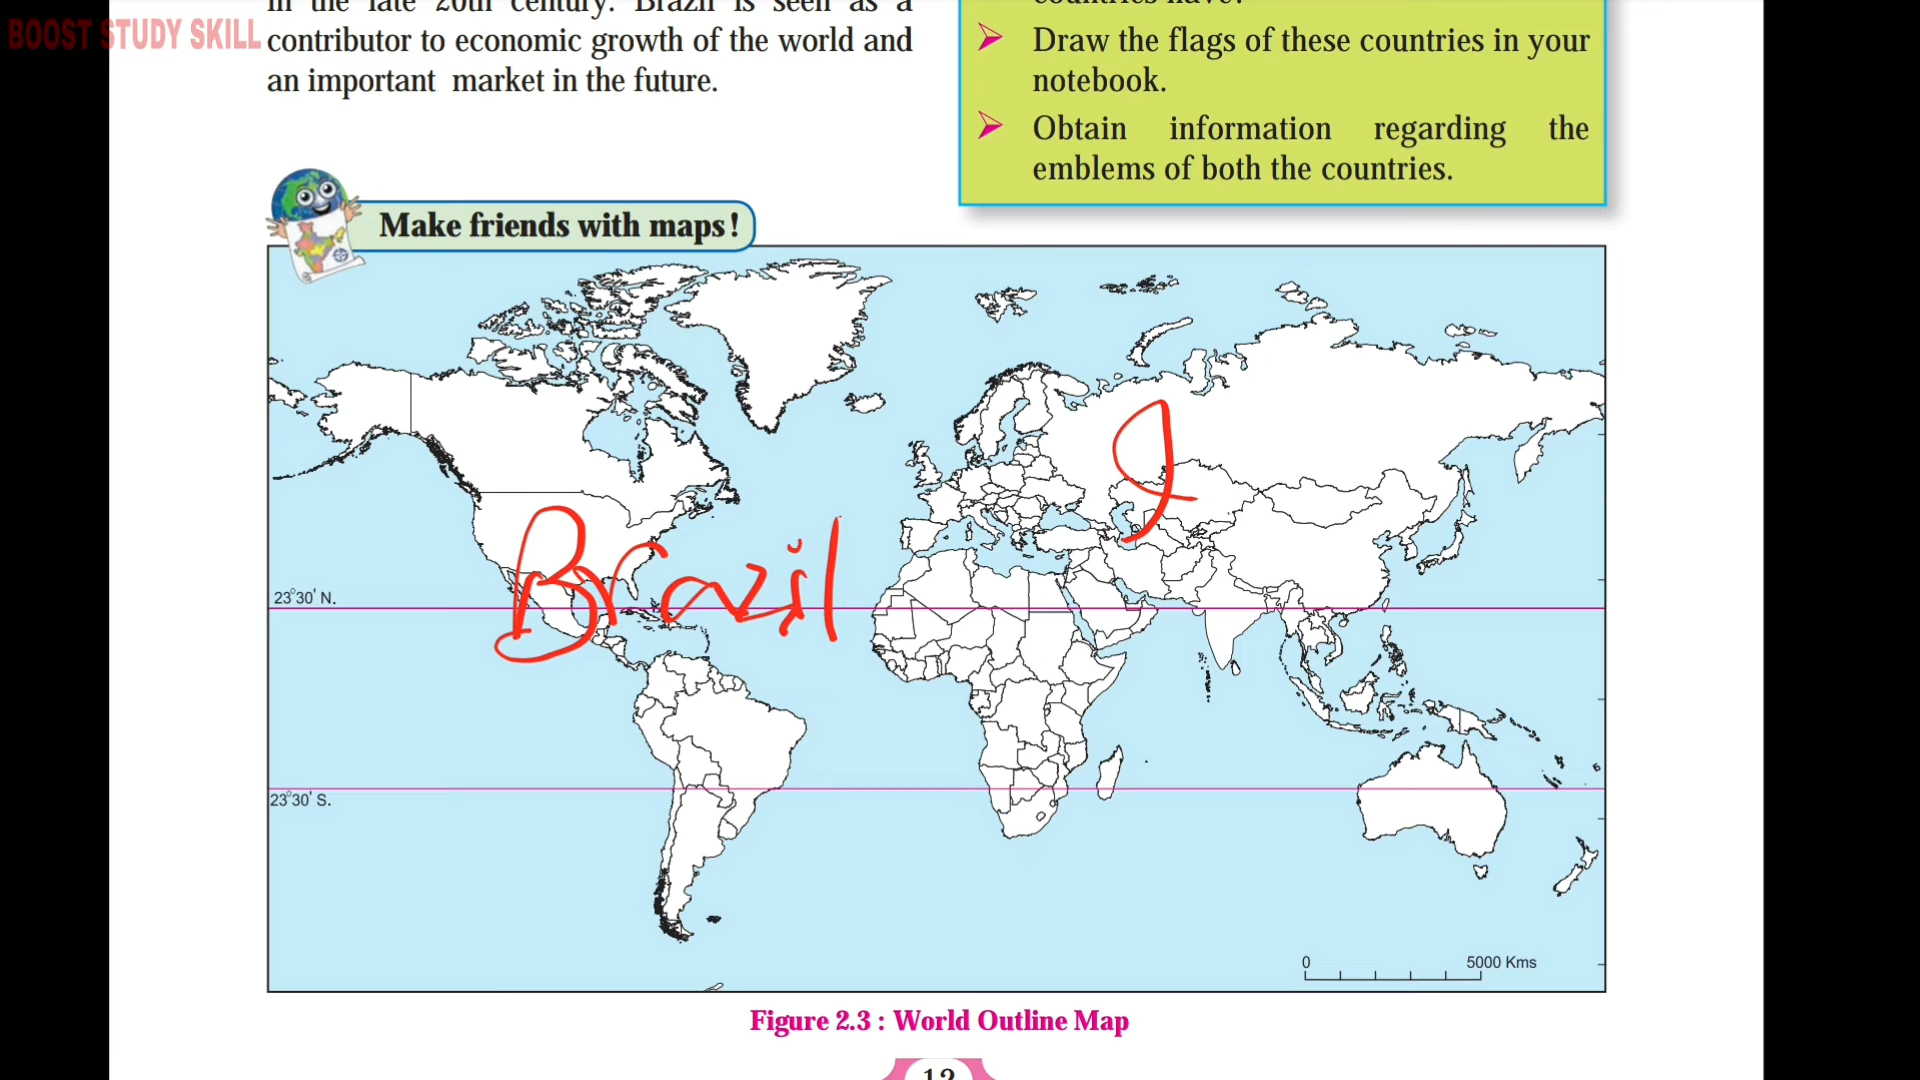 BOOST STUDY SKILL
contributor to economic growth of the world and
an important market in the future.
Draw the flags of these countries in your
notebook.
Obtain information regarding the
emblems of both the countries.
Make friends with maps!
Brazil
23°30' N.
23°30' S.
0 5000 Kms
Figure 2.3 : World Outline Map